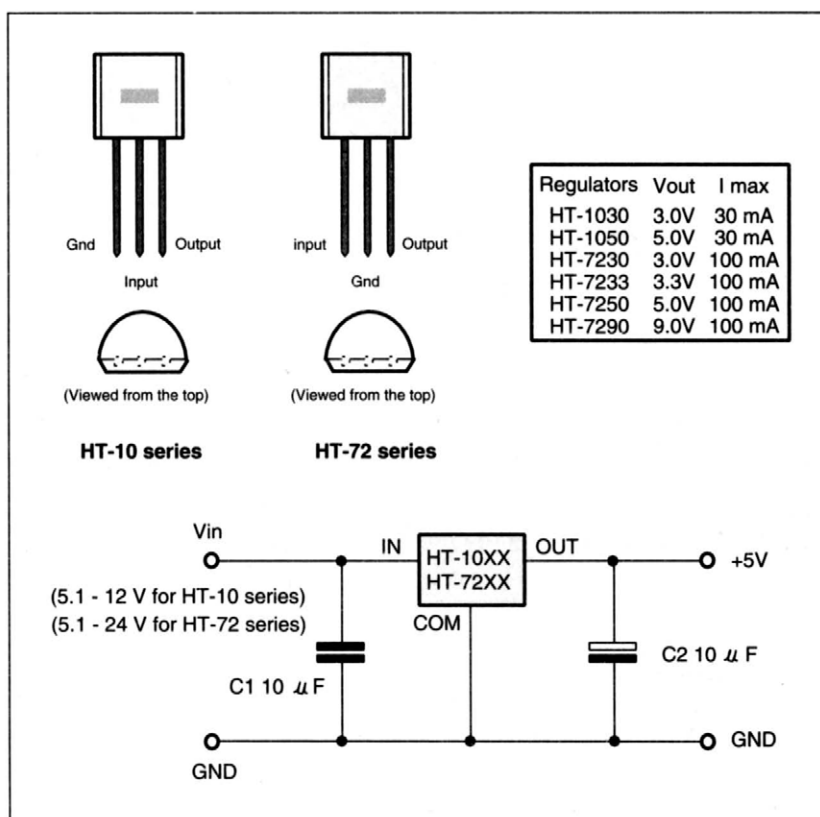 Gnd
Output
Input
(Viewed from the top)
HT-10 series
input
Output
Gnd
(Viewed from the top)
HT-72 series
Regulators Vout I max
HT-1030 3.0V 30 mA
HT-1050 5.0V 30 mA
HT-7230 3.0V 100 mA
HT-7233 3.3V 100 mA
HT-7250 5.0V 100 mA
HT-7290 9.0V 100 mA
Vin
IN
HT-10XX
HT-72XX
OUT
+5V
(5.1 - 12 V for HT-10 series)
(5.1 - 24 V for HT-72 series)
COM
C1 10 μF
C2 10 μF
GND
GND